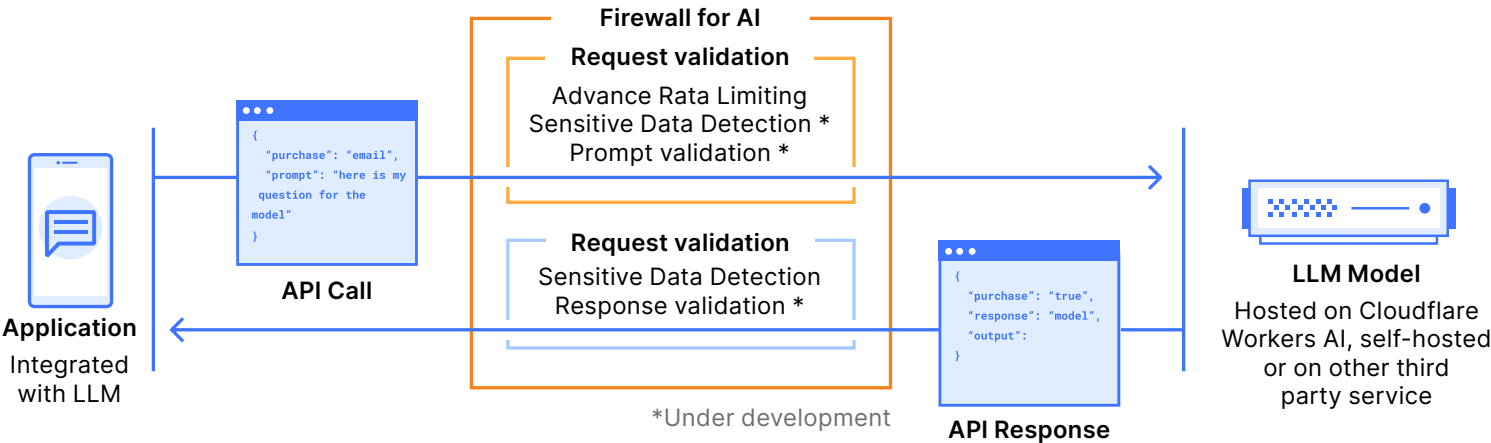 Firewall for AI
Request validation
Advance Rata Limiting
Sensitive Data Detection *
Prompt validation *
{
“purchase”: “email”,
“prompt”: “here is my
question for the
model”
}
API Call
Application
Integrated
with LLM
Request validation
Sensitive Data Detection
Response validation *
{
“purchase”: “true”,
“response”: “model”,
“output”:
}
API Response
*Under development
LLM Model
Hosted on Cloudflare
Workers AI, self-hosted
or on other third
party service